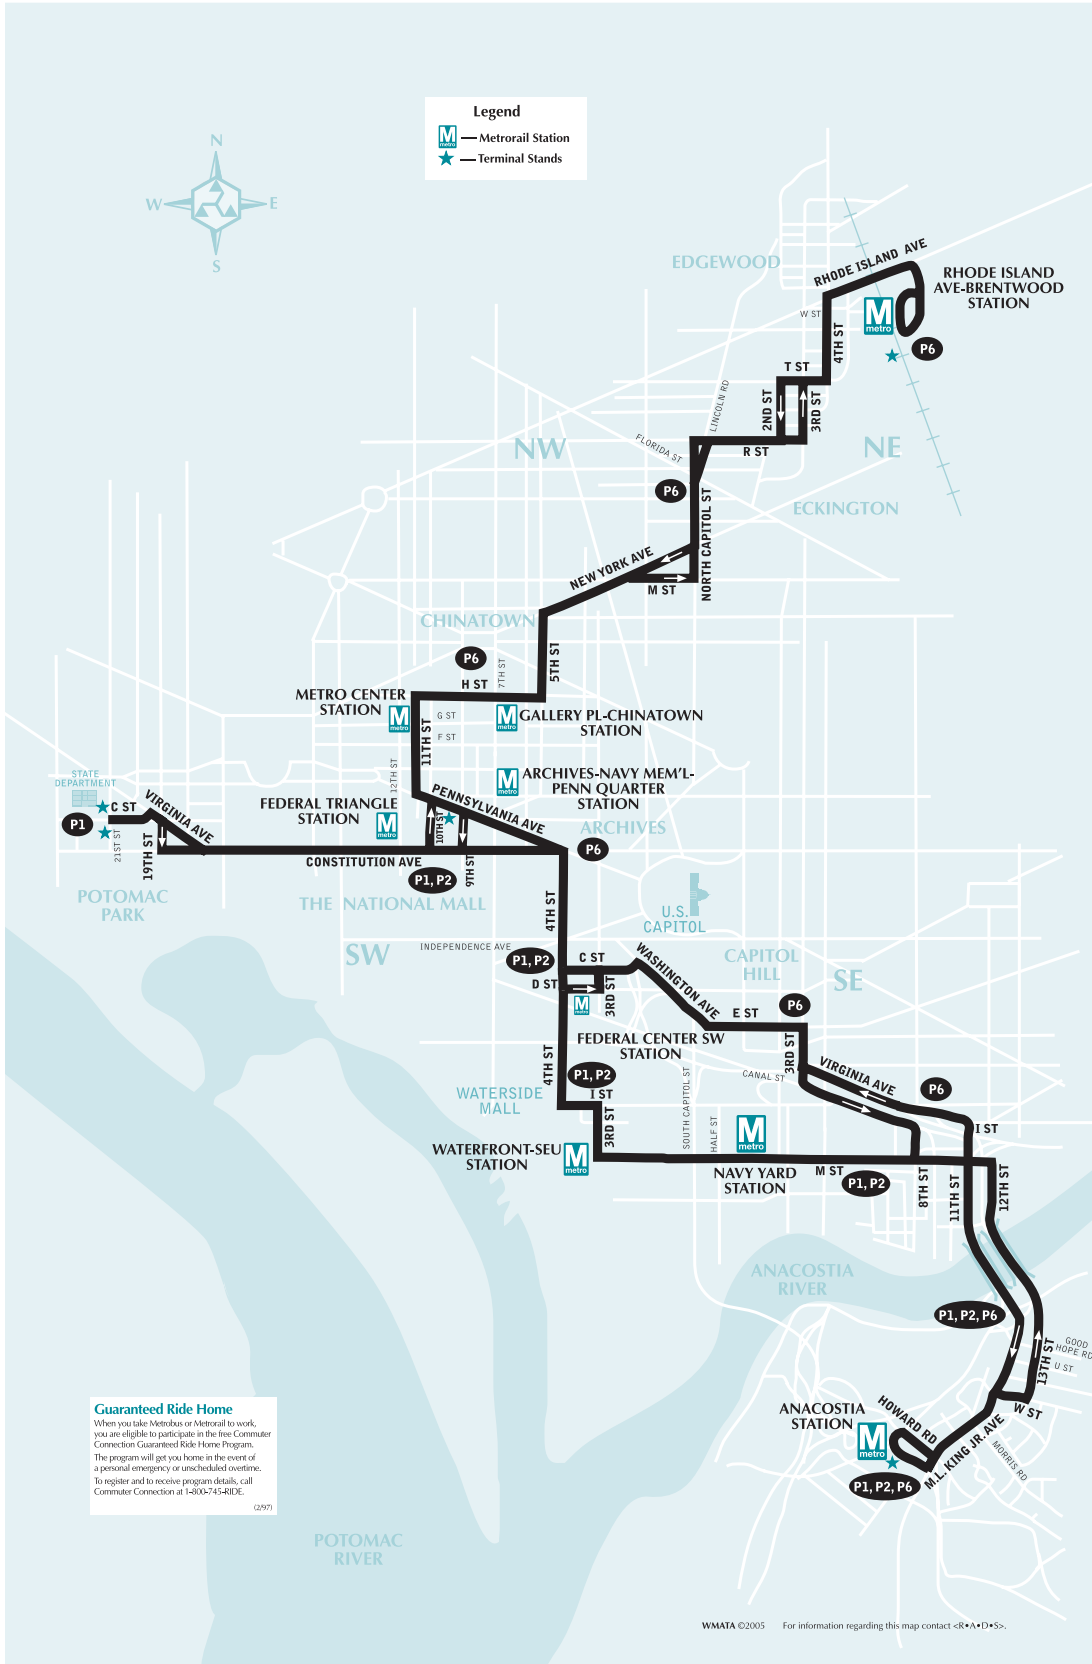 Legend
M metro — Metrorail Station
★ — Terminal Stands
N
W
E
S
EDGEWOOD
RHODE ISLAND AVE
RHODE ISLAND
AVE-BRENTWOOD
STATION
W ST
4TH ST
M
metro
P6
T ST
2ND ST
3RD ST
LINCOLN RD
FLORIDA ST
R ST
NW
NE
P6
ECKINGTON
NORTH CAPITOL ST
NEW YORK AVE
M ST
CHINATOWN
5TH ST
P6
7TH ST
H ST
METRO CENTER
STATION
M
metro
G ST
F ST
11TH ST
M
metro
GALLERY PL-CHINATOWN
STATION
12TH ST
M
metro
ARCHIVES-NAVY MEM'L-
PENN QUARTER
STATION
STATE
DEPARTMENT
C ST
VIRGINIA AVE
P1
21ST ST
19TH ST
FEDERAL TRIANGLE
STATION
M
metro
10TH ST
PENNSYLVANIA AVE
ARCHIVES
P6
CONSTITUTION AVE
9TH ST
P1, P2
POTOMAC
PARK
THE NATIONAL MALL
4TH ST
U.S.
CAPITOL
SW
INDEPENDENCE AVE
P1, P2
C ST
D ST
3RD ST
M
metro
WASHINGTON AVE
CAPITOL
HILL
SE
E ST
P6
FEDERAL CENTER SW
STATION
3RD ST
4TH ST
P1, P2
I ST
3RD ST
WATERSIDE
MALL
SOUTH CAPITOL ST
HALF ST
CANAL ST
VIRGINIA AVE
P6
I ST
WATERFRONT-SEU
STATION
M
metro
M
metro
NAVY YARD
STATION
M ST
P1, P2
8TH ST
11TH ST
12TH ST
ANACOSTIA
RIVER
P1, P2, P6
13TH ST
GOOD
HOPE RD
U ST
W ST
ANACOSTIA
STATION
HOWARD RD
M
metro
M.L. KING JR. AVE
MORRIS RD
P1, P2, P6
Guaranteed Ride Home
When you take Metrobus or Metrorail to work,
you are eligible to participate in the free Commuter
Connection Guaranteed Ride Home Program.
The program will get you home in the event of
a personal emergency or unscheduled overtime.
To register and to receive program details, call
Commuter Connection at 1-800-745-RIDE.
(2/97)
POTOMAC
RIVER
WMATA ©2005 For information regarding this map contact <R•A•D•S>.